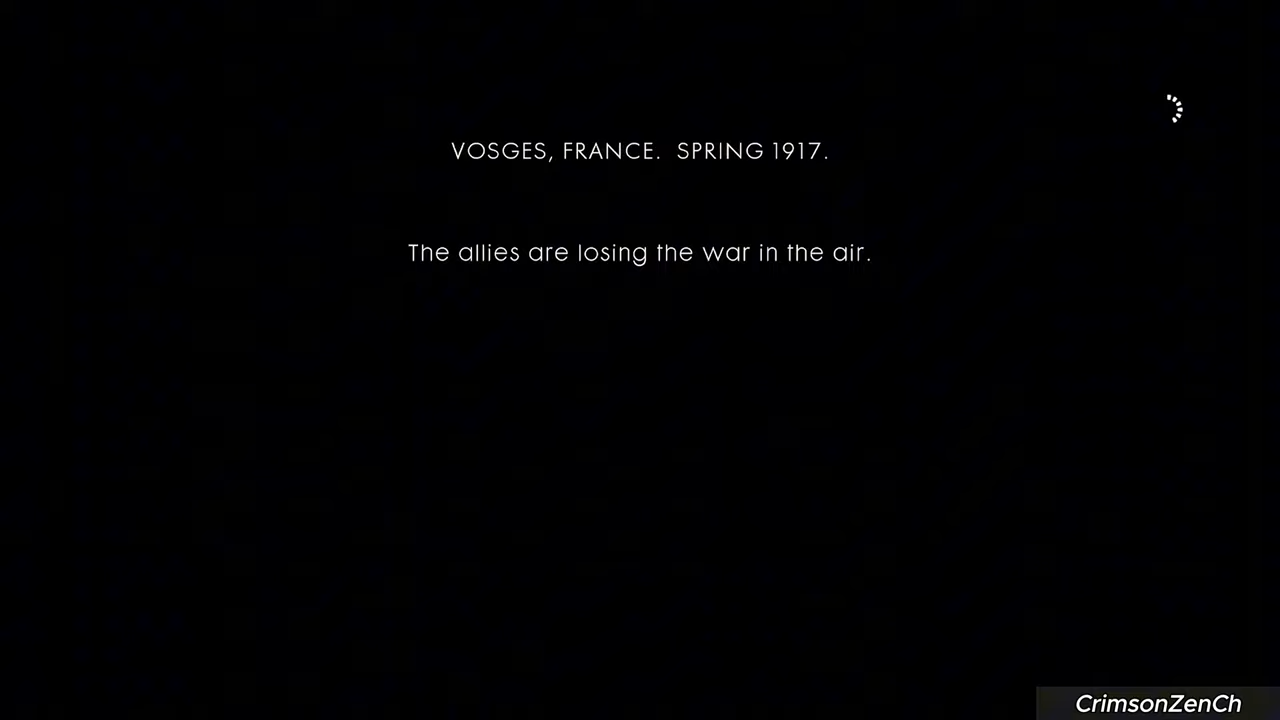 VOSGES, FRANCE. SPRING 1917.
The allies are losing the war in the air.
CrimsonZenCh